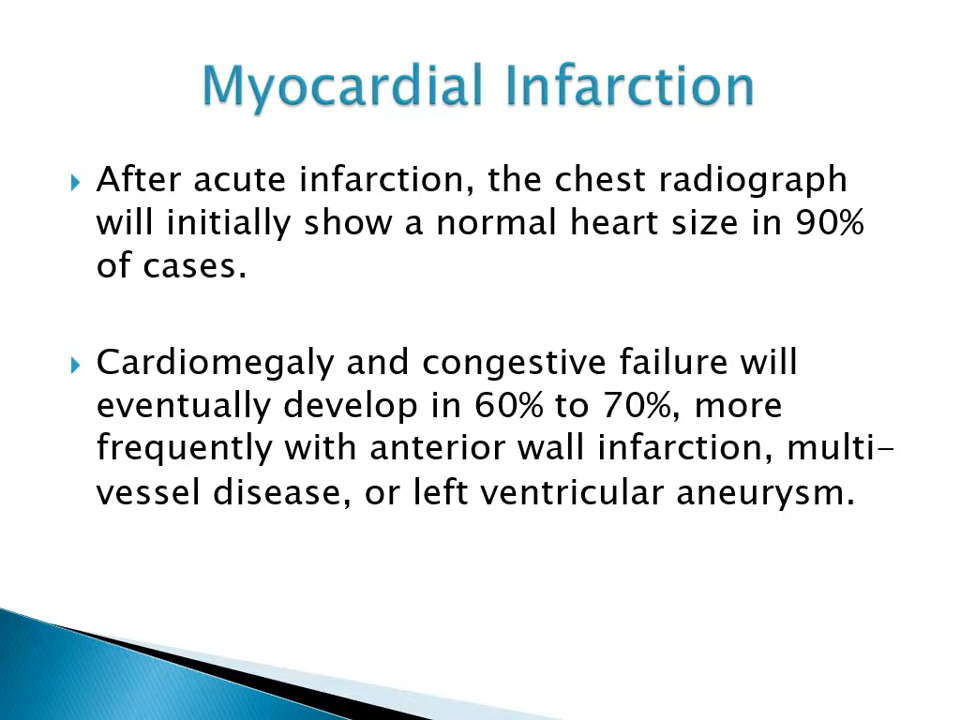 Myocardial Infarction
After acute infarction, the chest radiograph
will initially show a normal heart size in 90%
of cases.
Cardiomegaly and congestive failure will
eventually develop in 60% to 70%, more
frequently with anterior wall infarction, multi-
vessel disease, or left ventricular aneurysm.